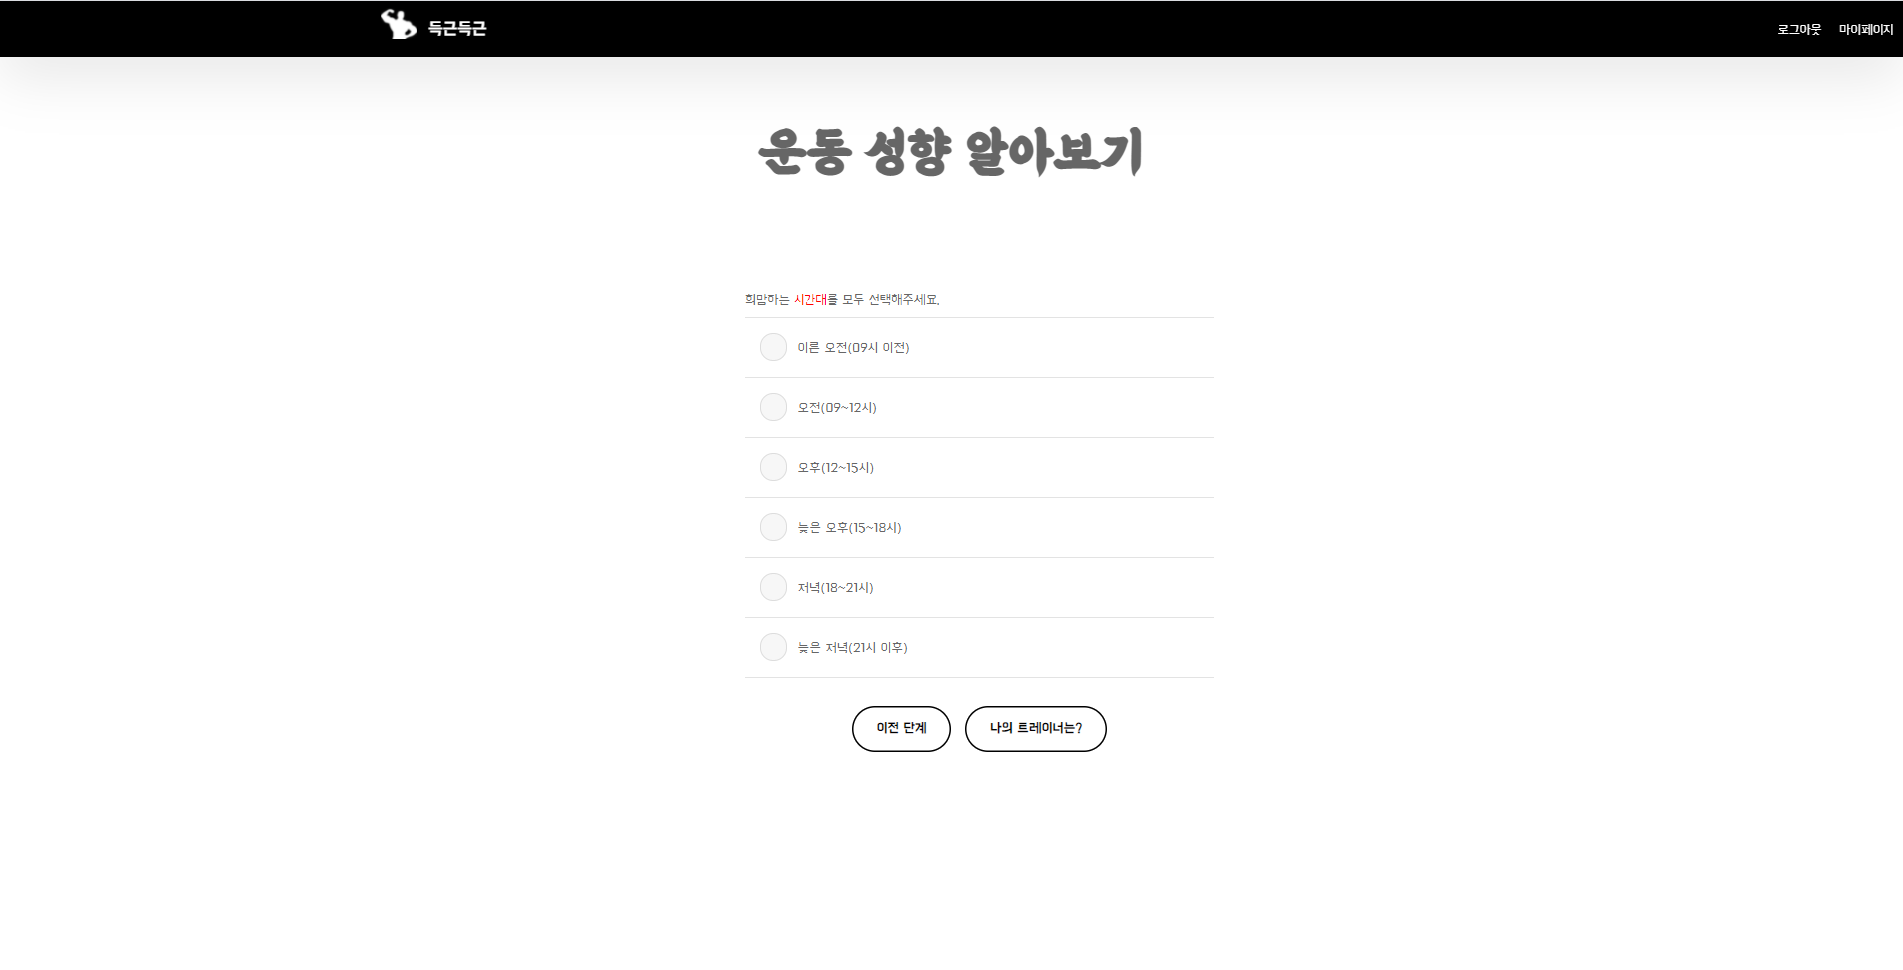 득근득근
로그아웃 마이페이지
운동 성향 알아보기
희망하는 시간대를 모두 선택해주세요.
이른 오전(09시 이전)
오전(09~12시)
오후(12~15시)
늦은 오후(15~18시)
저녁(18~21시)
늦은 저녁(21시 이후)
이전 단계 나의 트레이너는?